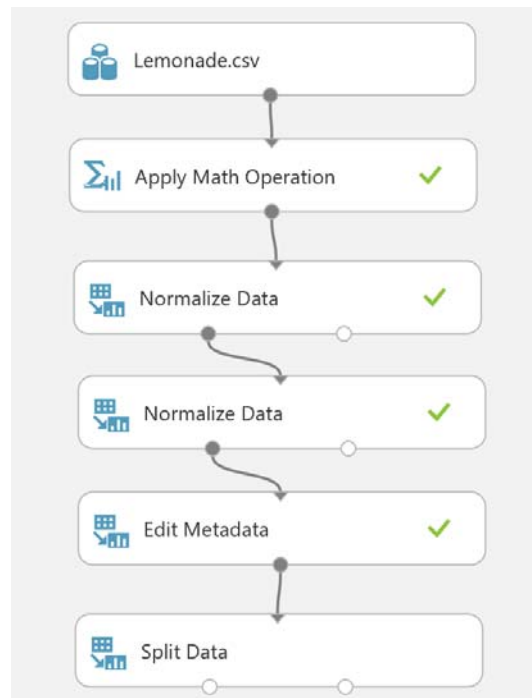 Lemonade.csv
Apply Math Operation
Normalize Data
Normalize Data
Edit Metadata
Split Data